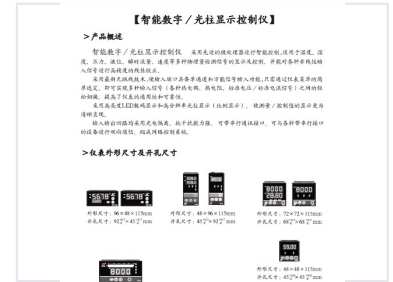 【智能数字／光柱显示控制仪】
＞产品概述
智能数字／光柱显示控制仪 采用先进的微处理器进行智能控制,适用于温度、湿
度、压力、液位、瞬时流量、速度等多种物理量检测信号的显示及控制，并能对各种非线性输
入信号进行高精度的线性校正。
采用最新无跳线技术,使输入端口具备单通道和万能信号输入功能,只需通过仪表菜单的简
单设定，即可实现多种输入信号（各种热电偶、热电阻、标准电压/标准电流信号）之间的轻
松切换，提高了仪表的通用性和可靠性。
采用高亮度LED数码显示和高分辨率光柱显示（比例显示），使测量／控制值的显示更为
清晰直观。
输入输出回路均采用光电隔离，抗干扰能力强，可带串行通讯接口，可与各种带串行接口
的设备进行双向通信，组成网络控制系统。
＞仪表外形尺寸及开孔尺寸
外形尺寸：96×48×115mm 外形尺寸：48×96×115mm 外形尺寸：72×72×115mm
开孔尺寸： 开孔尺寸： 开孔尺寸：
外形尺寸：48×48×115mm
开孔尺寸：
8000